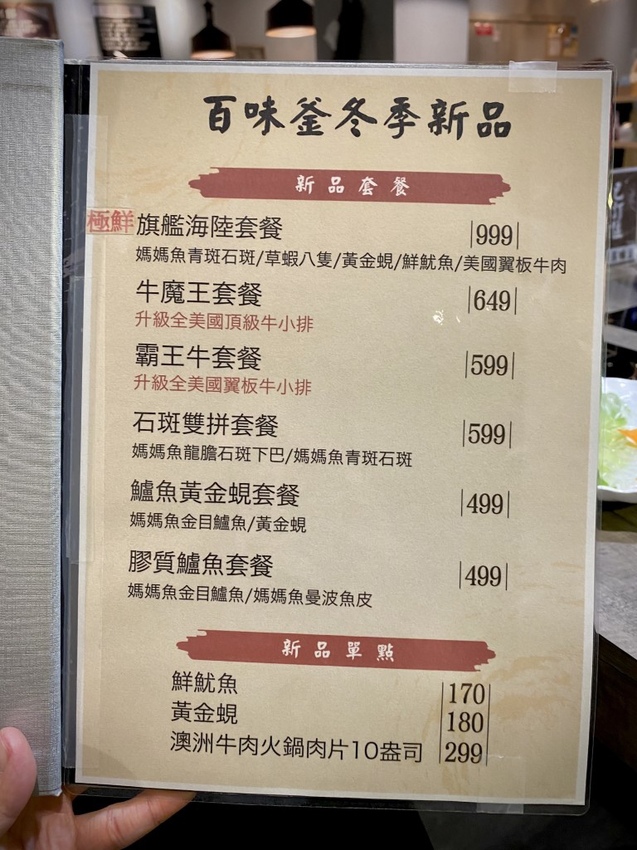 百味釜冬季新品
新品套餐
極鮮 旗艦海陸套餐 999
媽媽魚青斑石斑/草蝦八隻/黃金蜆/鮮魷魚/美國翼板牛肉
牛魔王套餐 649
升級全美國頂級牛小排
霸王牛套餐 599
升級全美國翼板牛小排
石斑雙拼套餐 599
媽媽魚龍膽石斑下巴/媽媽魚青斑石斑
鱸魚黃金蜆套餐 499
媽媽魚金目鱸魚/黃金蜆
膠質鱸魚套餐 499
媽媽魚金目鱸魚/媽媽魚曼波魚皮
新品單點
鮮魷魚 170
黃金蜆 180
澳洲牛肉火鍋肉片10盎司 299